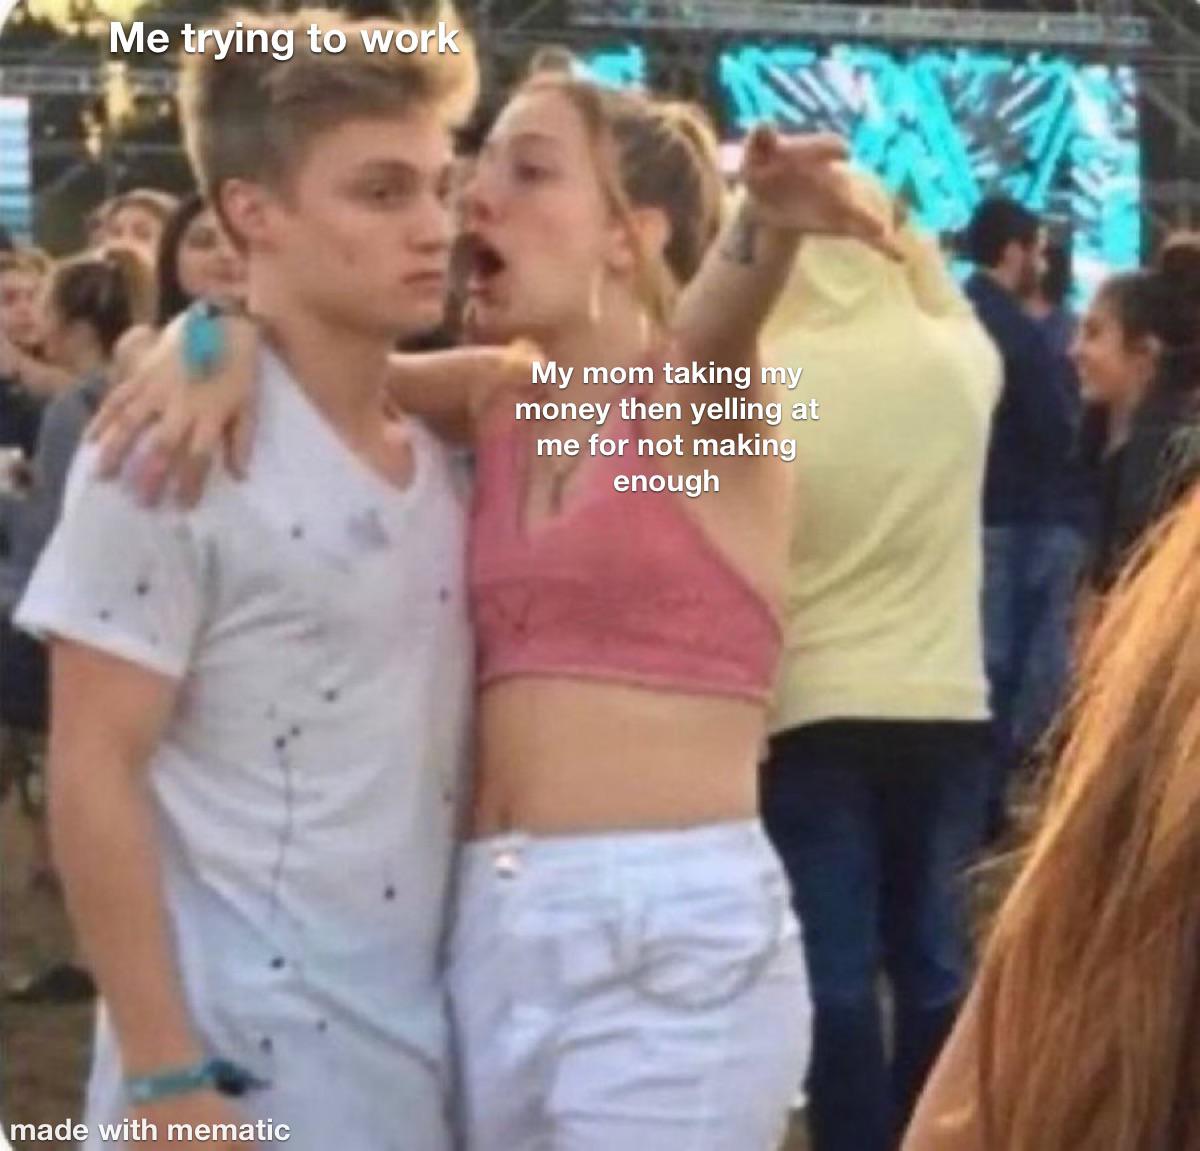 Me trying to work
My mom taking my
money then yelling at
me for not making
enough
made with mematic